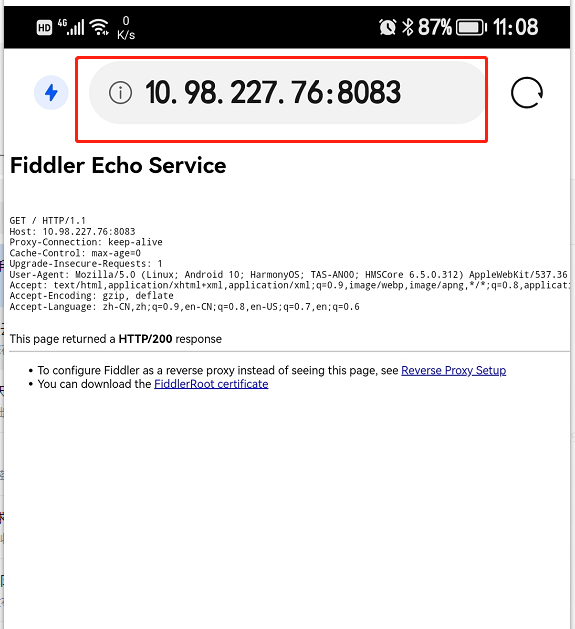 HD 4G 0 K/s 87% 11:08
10.98.227.76:8083
Fiddler Echo Service
GET / HTTP/1.1
Host: 10.98.227.76:8083
Proxy-Connection: keep-alive
Cache-Control: max-age=0
Upgrade-Insecure-Requests: 1
User-Agent: Mozilla/5.0 (Linux; Android 10; HarmonyOS; TAS-AN00; HMSCore 6.5.0.312) AppleWebKit/537.36
Accept: text/html,application/xhtml+xml,application/xml;q=0.9,image/webp,image/apng,*/*;q=0.8,applicati
Accept-Encoding: gzip, deflate
Accept-Language: zh-CN,zh;q=0.9,en-CN;q=0.8,en-US;q=0.7,en;q=0.6
This page returned a HTTP/200 response
• To configure Fiddler as a reverse proxy instead of seeing this page, see Reverse Proxy Setup
• You can download the FiddlerRoot certificate